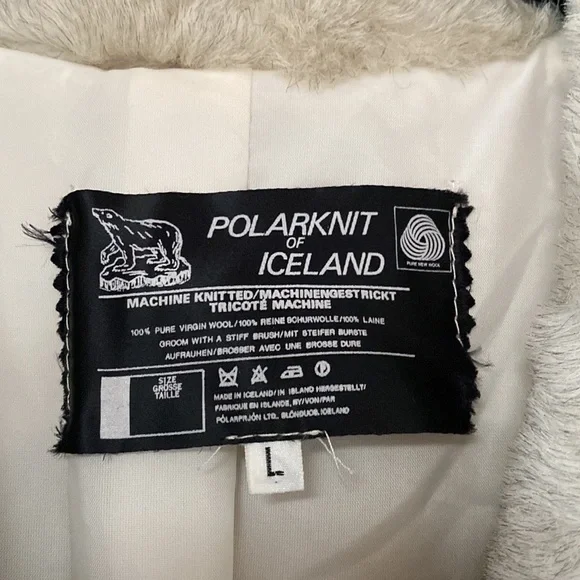 POLARKNIT
OF
ICELAND
PURE NEW WOOL
MACHINE KNITTED/MACHINENGESTRICKT
TRICOTÉ MACHINE
100% PURE VIRGIN WOOL/100% REINE SCHURWOLLE/100% LAINE
GROOM WITH A STIFF BRUSH/MIT STEIFER BÜRSTE
AUFRAUHEN/BROSSER AVEC UNE BROSSE DURE
SIZE
GRÖSSE
TAILLE
MADE IN ICELAND/IN ISLAND HERGESTELLT/
FABRIQUE EN ISLANDE, BY/VON/PAR
PÓLARPRJÓN LTD., BLÖNDUOS, ICELAND
L